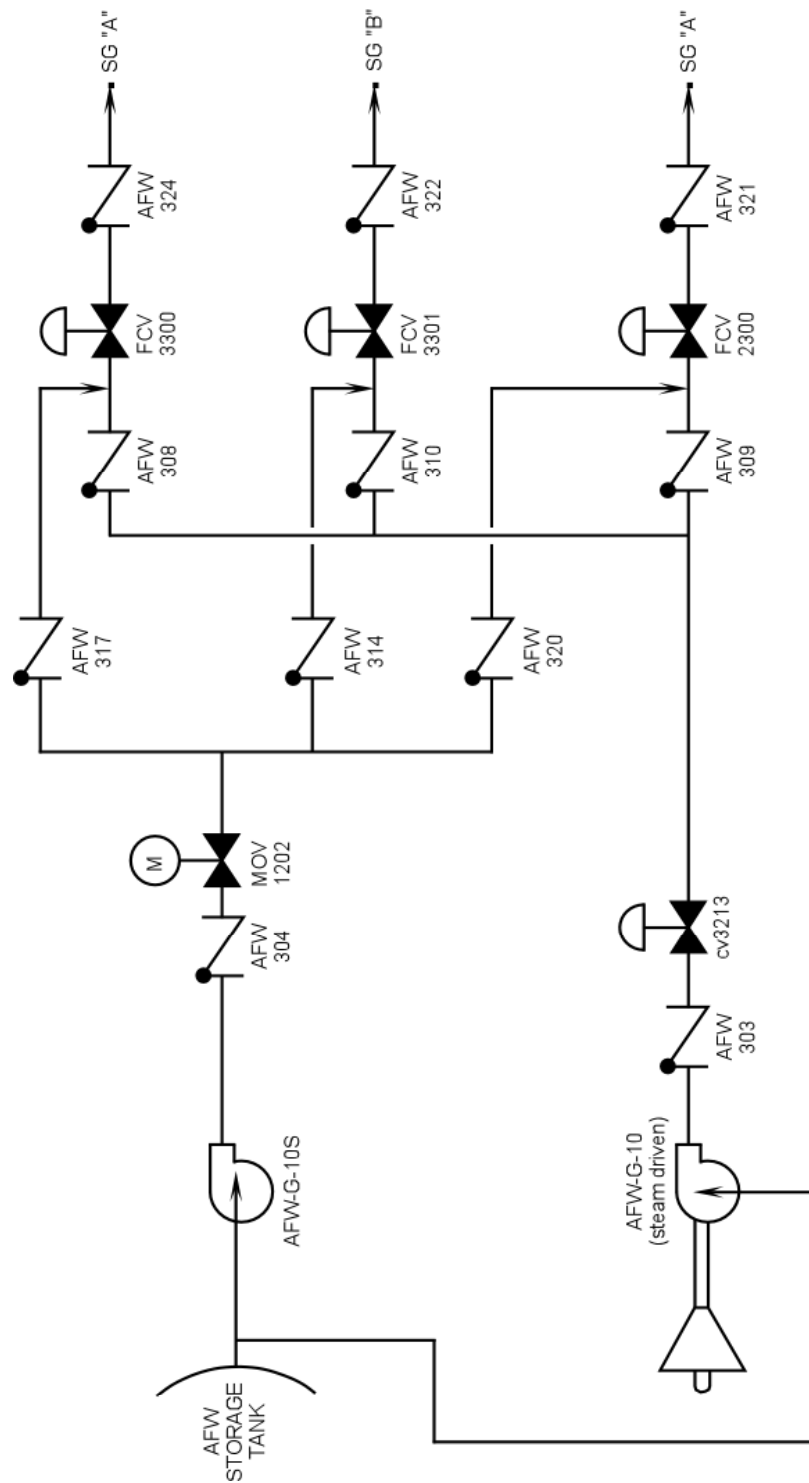 SG "A"
AFW
324
FCV
3300
AFW
308
AFW
317
SG "B"
AFW
322
FCV
3301
AFW
310
AFW
314
SG "A"
AFW
321
FCV
2300
AFW
309
AFW
320
M
MOV
1202
AFW
304
AFW-G-10S
AFW
STORAGE
TANK
cv3213
AFW
303
AFW-G-10
(steam driven)